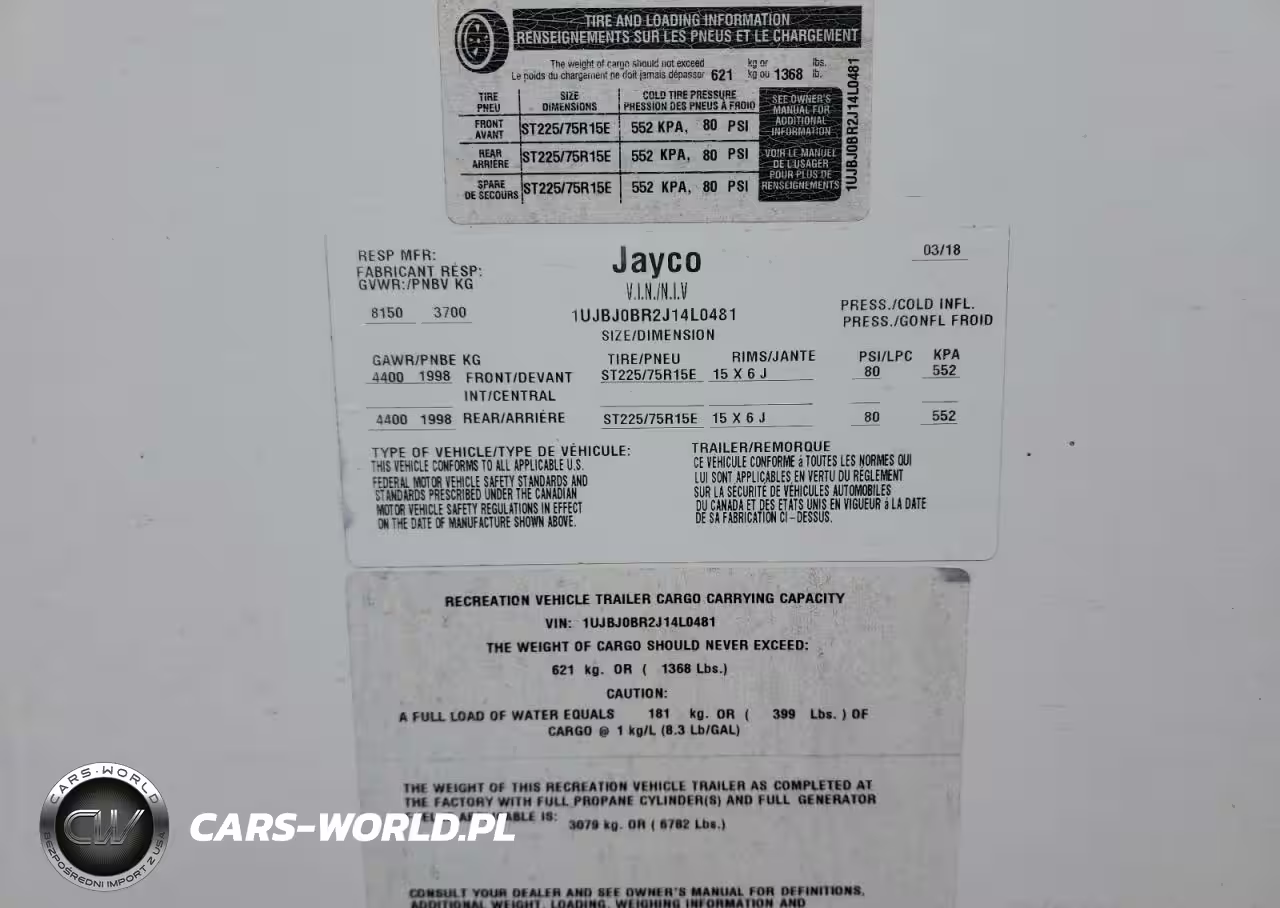 TIRE AND LOADING INFORMATION
RENSEIGNEMENTS SUR LES PNEUS ET LE CHARGEMENT
The weight of cargo should not exceed kg or lbs.
Le poids du chargement ne doit jamais dépasser 621 kg ou 1368 lb.
TIRE PNEU SIZE DIMENSIONS COLD TIRE PRESSURE PRESSION DES PNEUS À FROID
FRONT AVANT ST225/75R15E 552 KPA, 80 PSI
REAR ARRIÈRE ST225/75R15E 552 KPA, 80 PSI
SPARE DE SECOURS ST225/75R15E 552 KPA, 80 PSI
SEE OWNER'S
MANUAL FOR
ADDITIONAL
INFORMATION
VOIR LE MANUEL
DE L'USAGER
POUR PLUS DE
RENSEIGNEMENTS
1UJBJ0BR2J14L0481
RESP MFR:
FABRICANT RESP:
GVWR:/PNBV KG
8150 3700
Jayco
V.I.N./N.I.V
1UJBJ0BR2J14L0481
SIZE/DIMENSION
03/18
PRESS./COLD INFL.
PRESS./GONFL FROID
GAWR/PNBE KG TIRE/PNEU RIMS/JANTE PSI/LPC KPA
4400 1998 FRONT/DEVANT ST225/75R15E 15 X 6 J 80 552
INT/CENTRAL
4400 1998 REAR/ARRIÈRE ST225/75R15E 15 X 6 J 80 552
TYPE OF VEHICLE/TYPE DE VÉHICULE:
THIS VEHICLE CONFORMS TO ALL APPLICABLE U.S.
FEDERAL MOTOR VEHICLE SAFETY STANDARDS AND
STANDARDS PRESCRIBED UNDER THE CANADIAN
MOTOR VEHICLE SAFETY REGULATIONS IN EFFECT
ON THE DATE OF MANUFACTURE SHOWN ABOVE.
TRAILER/REMORQUE
CE VÉHICULE CONFORME à TOUTES LES NORMES QUI
LUI SONT APPLICABLES EN VERTU DU RÈGLEMENT
SUR LA SÉCURITÉ DE VÉHICULES AUTOMOBILES
DU CANADA ET DES ETATS UNIS EN VIGUEUR à LA DATE
DE SA FABRICATION CI-DESSUS.
RECREATION VEHICLE TRAILER CARGO CARRYING CAPACITY
VIN: 1UJBJ0BR2J14L0481
THE WEIGHT OF CARGO SHOULD NEVER EXCEED:
621 kg. OR ( 1368 Lbs.)
CAUTION:
A FULL LOAD OF WATER EQUALS 181 kg. OR ( 399 Lbs. ) OF
CARGO @ 1 kg/L (8.3 Lb/GAL)
THE WEIGHT OF THIS RECREATION VEHICLE TRAILER AS COMPLETED AT
THE FACTORY WITH FULL PROPANE CYLINDER(S) AND FULL GENERATOR
IS: 3079 kg. OR ( 6782 Lbs.)
CONSULT YOUR DEALER AND SEE OWNER'S MANUAL FOR DEFINITIONS,
ADDITIONAL WEIGHT, LOADING, WEIGHING INFORMATION AND
CARS-WORLD
CW
BEZPOŚREDNI IMPORT Z USA
CARS-WORLD.PL